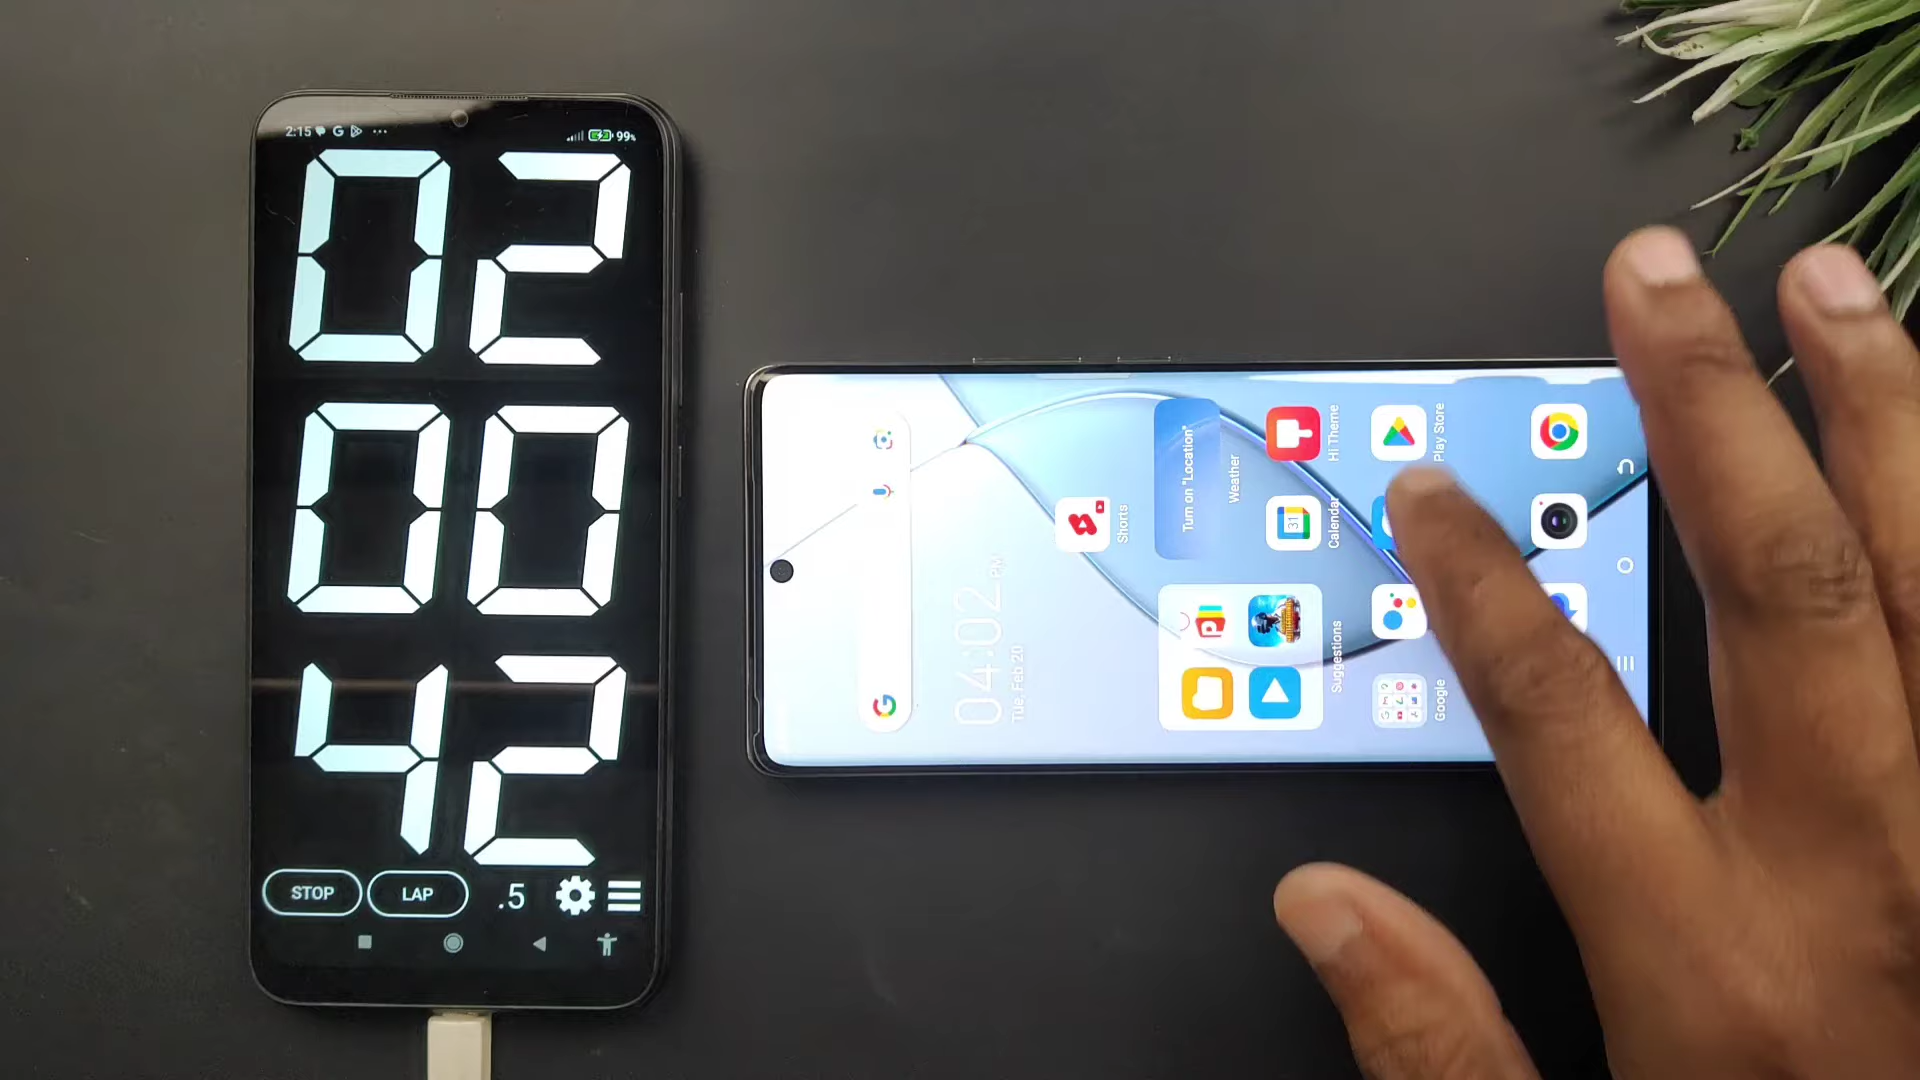 2:15 G 99%
02
00
42
STOP LAP .5
04:02 PM
Tue, Feb 20
Shorts
Turn on "Location"
Weather
Suggestions
Hi Theme
Calendar
31
Play Store
Google